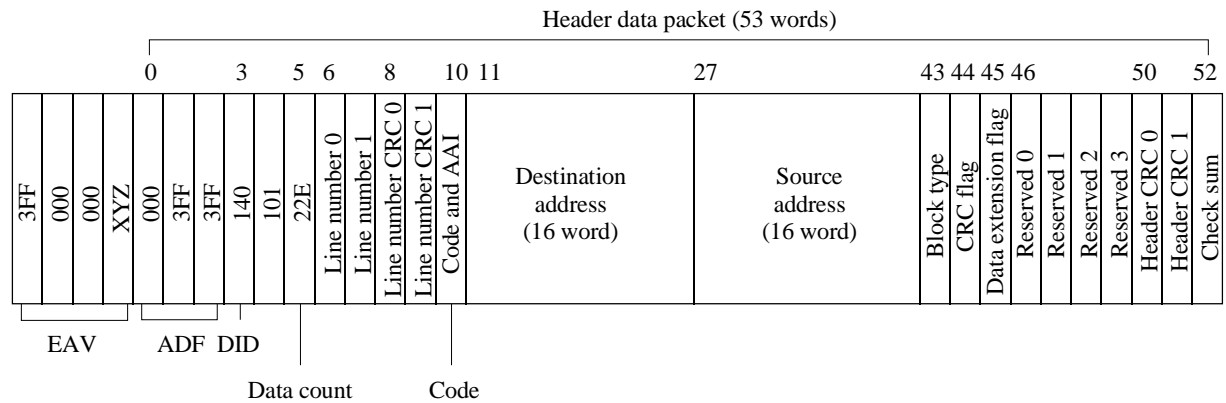 Header data packet (53 words)
0 3 5 6 8 10 11 27 43 44 45 46 50 52
3FF
000
000
XYZ
000
3FF
3FF
140
101
22E
Line number 0
Line number 1
Line number CRC 0
Line number CRC 1
Code and AAI
Destination
address
(16 word)
Source
address
(16 word)
Block type
CRC flag
Data extension flag
Reserved 0
Reserved 1
Reserved 2
Reserved 3
Header CRC 0
Header CRC 1
Check sum
EAV ADF DID
Data count Code